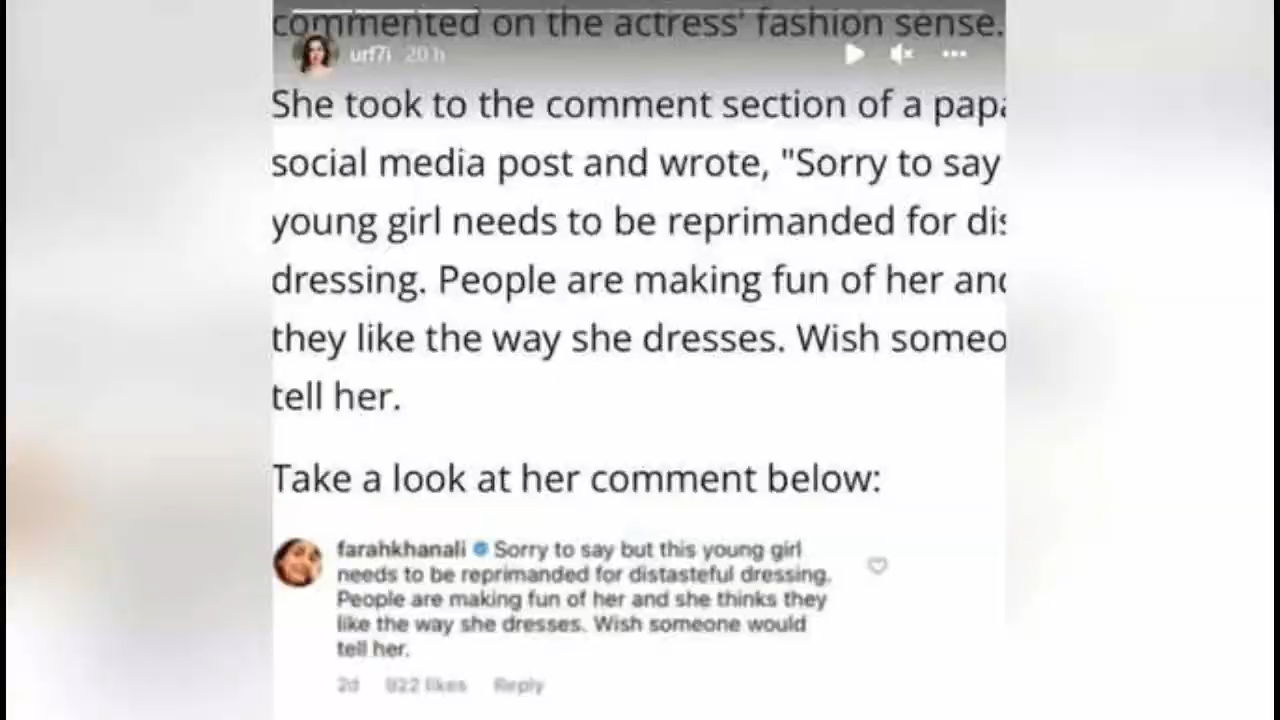 commented on the actress' fashion sense.
urf7i 20 h
She took to the comment section of a papa
social media post and wrote, "Sorry to say
young girl needs to be reprimanded for dis
dressing. People are making fun of her and
they like the way she dresses. Wish someo
tell her.
Take a look at her comment below:
farahkhanali Sorry to say but this young girl
needs to be reprimanded for distasteful dressing.
People are making fun of her and she thinks they
like the way she dresses. Wish someone would
tell her.
2d 922 likes Reply